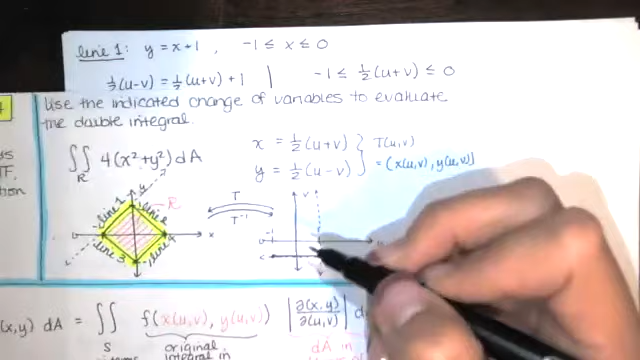 line 1: y = x + 1, -1 ≤ x ≤ 0
½(u-v) = ½(u+v) + 1 | -1 ≤ ½(u+v) ≤ 0
Use the indicated change of variables to evaluate
the double integral.
∬ 4(x²+y²) dA
R
x = ½(u+v)
y = ½(u-v)
T(u,v)
= (x(u,v), y(u,v))
y
line 1
line 2
R
x
line 3
line 4
T
T⁻¹
v
-1
(x,y) dA = ∬ f(x(u,v), y(u,v)) |∂(x,y)/∂(u,v)| d
S
original
integral in
dA in